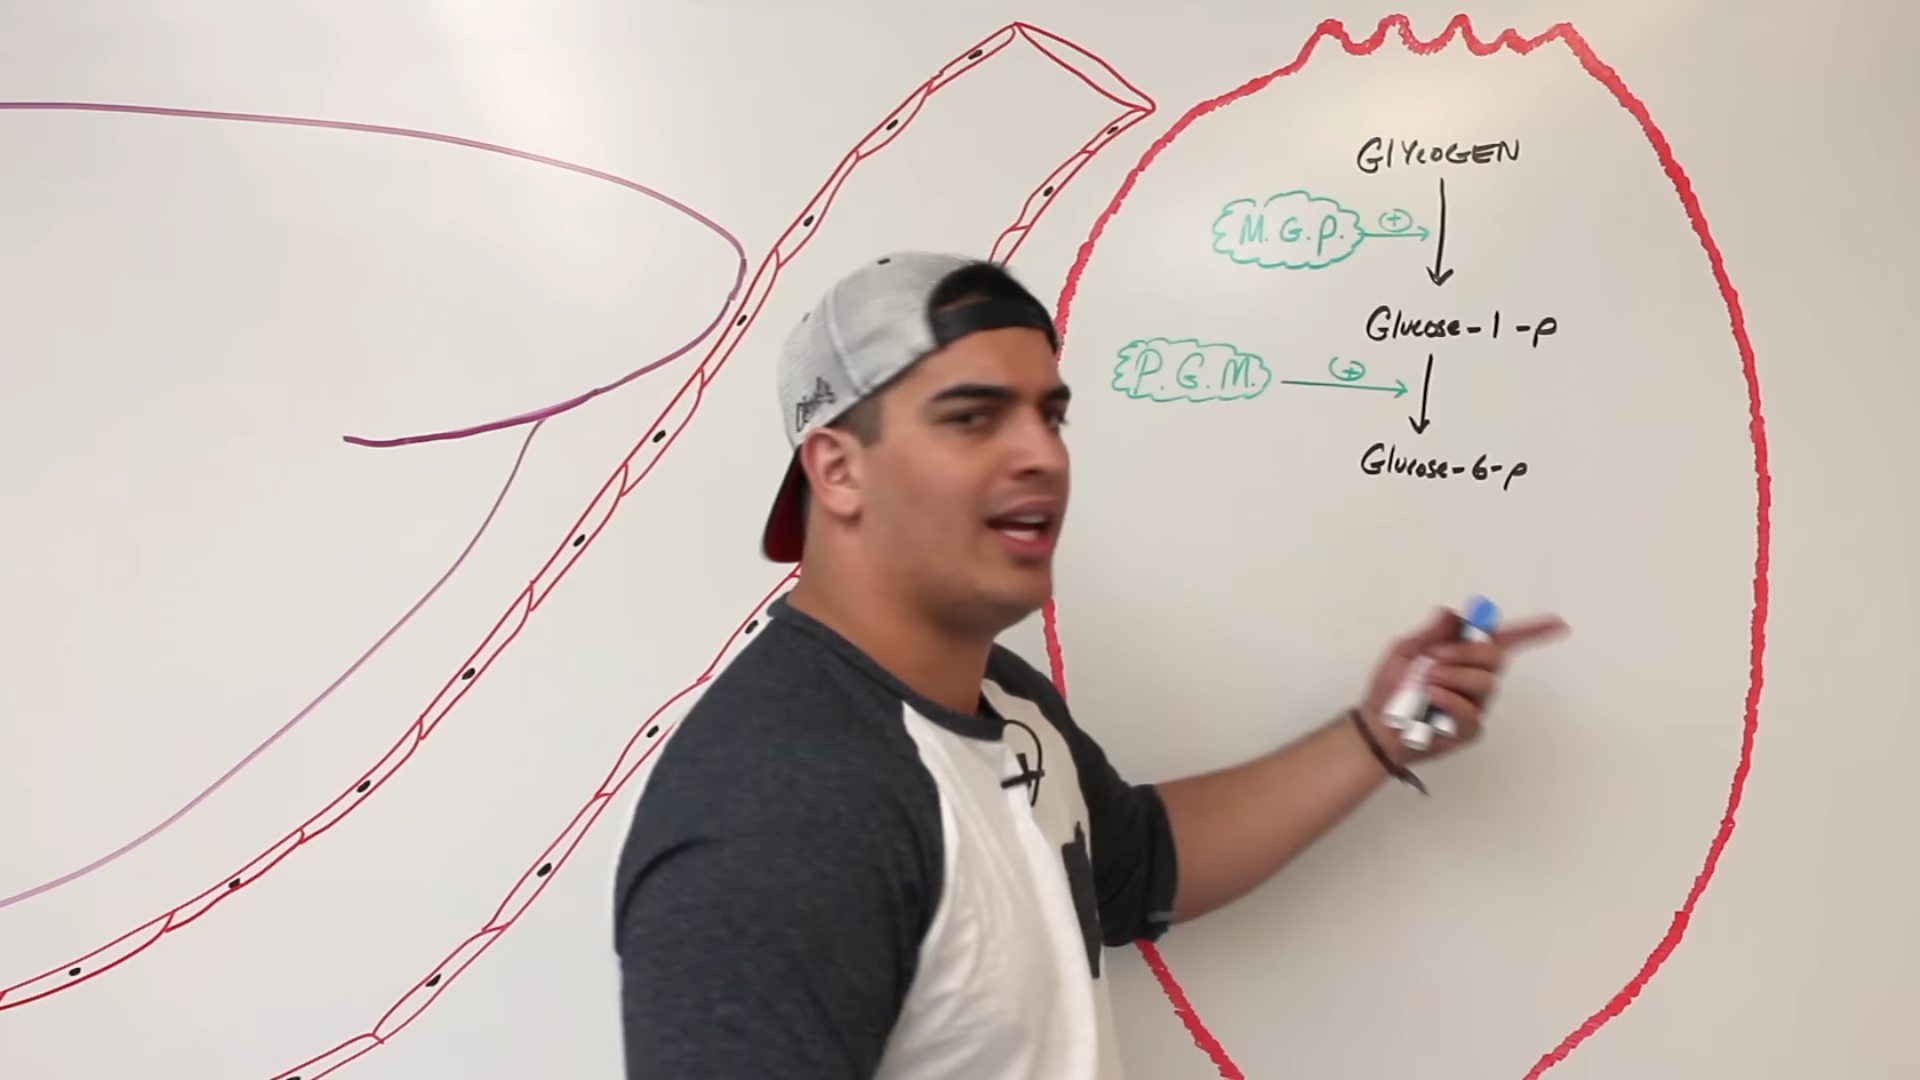 GlYCOGEN
M. G. P.
(+)
Glucose-1-p
P. G. M.
(+)
Glucose-6-p